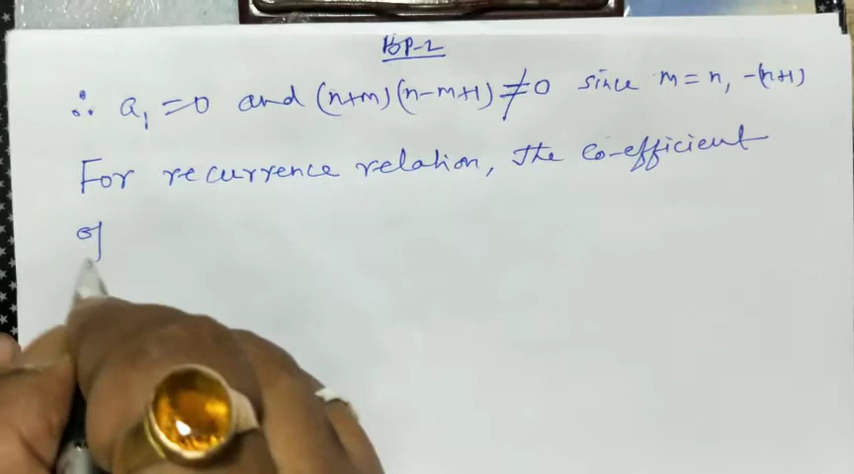 BP-2
∴ a₁ = 0 and (n+m)(n-m+1) ≠ 0 since m = n, -(n+1)
For recurrence relation, the co-efficient
of